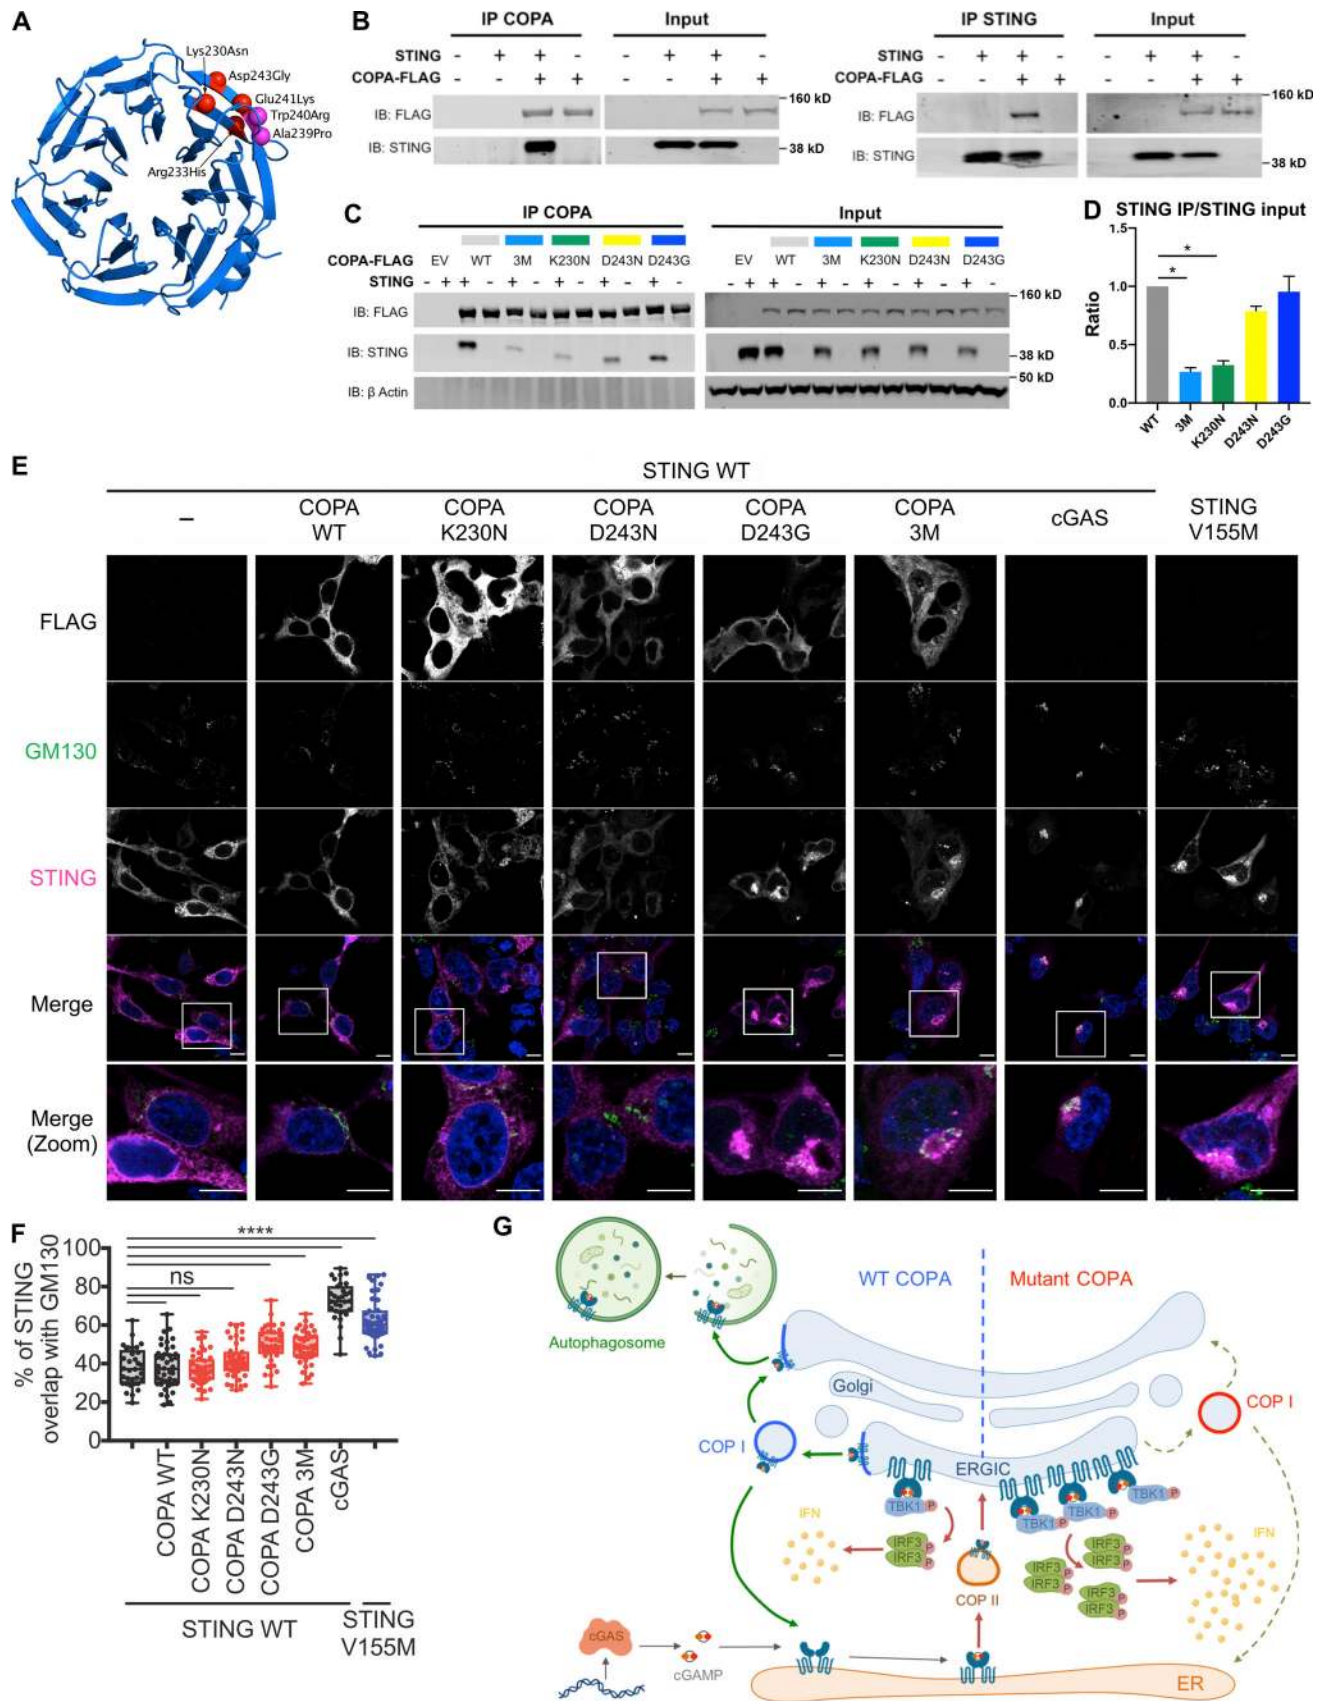 A
Lys230Asn
Asp243Gly
Glu241Lys
Trp240Arg
Ala239Pro
Arg233His
B
IP COPA
Input
STING - + + -
- + + -
COPA-FLAG - - + +
- - + +
IB: FLAG
160 kD
IB: STING
38 kD
IP STING
Input
STING - + + -
- + + -
COPA-FLAG - - + +
- - + +
IB: FLAG
160 kD
IB: STING
38 kD
C
IP COPA
Input
COPA-FLAG EV WT 3M K230N D243N D243G
EV WT 3M K230N D243N D243G
STING - + + - + - + - + - + -
- + + - + - + - + - + -
IB: FLAG
160 kD
IB: STING
38 kD
50 kD
IB: β Actin
D STING IP/STING input
Ratio
1.5
1.0
0.5
0.0
*
*
WT
3M
K230N
D243N
D243G
E
STING WT
–
COPA WT
COPA K230N
COPA D243N
COPA D243G
COPA 3M
cGAS
STING V155M
FLAG
GM130
STING
Merge
Merge
(Zoom)
F
% of STING
overlap with GM130
100
80
60
40
20
0
****
ns
COPA WT
COPA K230N
COPA D243N
COPA D243G
COPA 3M
cGAS
STING WT
STING
V155M
G
WT COPA
Mutant COPA
Autophagosome
Golgi
COP I
COP I
ERGIC
TBK1 P
TBK1 P
TBK1 P
TBK1 P
IFN
IFN
IRF3 P
IRF3 P
IRF3 P
IRF3 P
IRF3 P
IRF3 P
IRF3 P
IRF3 P
COP II
cGAS
cGAMP
ER